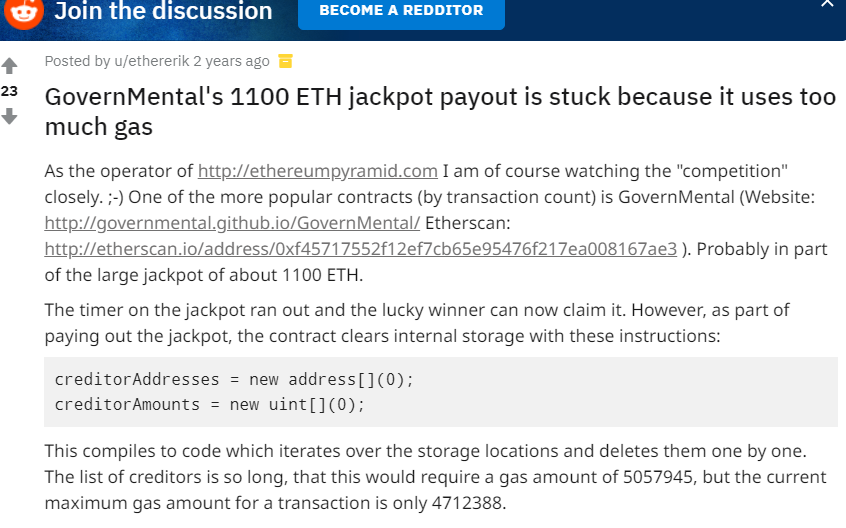 Join the discussion
BECOME A REDDITOR
Posted by u/ethererik 2 years ago
23
GovernMental's 1100 ETH jackpot payout is stuck because it uses too
much gas
As the operator of http://ethereumpyramid.com I am of course watching the "competition"
closely. ;-) One of the more popular contracts (by transaction count) is GovernMental (Website:
http://governmental.github.io/GovernMental/ Etherscan:
http://etherscan.io/address/0xf45717552f12ef7cb65e95476f217ea008167ae3 ). Probably in part
of the large jackpot of about 1100 ETH.
The timer on the jackpot ran out and the lucky winner can now claim it. However, as part of
paying out the jackpot, the contract clears internal storage with these instructions:
creditorAddresses = new address[](0);
creditorAmounts = new uint[](0);
This compiles to code which iterates over the storage locations and deletes them one by one.
The list of creditors is so long, that this would require a gas amount of 5057945, but the current
maximum gas amount for a transaction is only 4712388.